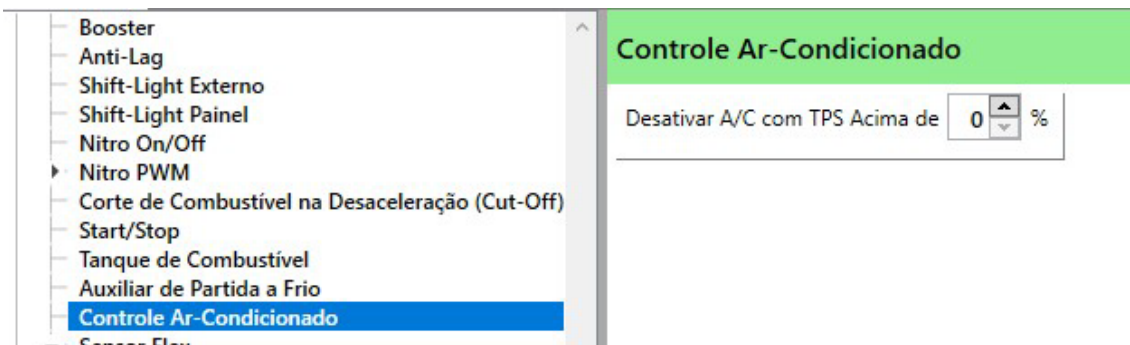 Booster
Anti-Lag
Shift-Light Externo
Shift-Light Painel
Nitro On/Off
Nitro PWM
Corte de Combustível na Desaceleração (Cut-Off)
Start/Stop
Tanque de Combustível
Auxiliar de Partida a Frio
Controle Ar-Condicionado
Sensor Flex
Controle Ar-Condicionado
Desativar A/C com TPS Acima de 0 %